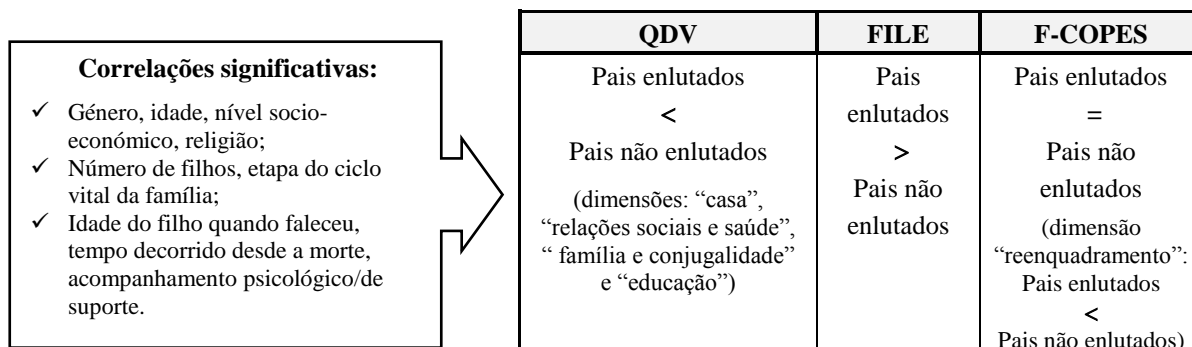 Correlações significativas:
✓ Género, idade, nível socio-
económico, religião;
✓ Número de filhos, etapa do ciclo
vital da família;
✓ Idade do filho quando faleceu,
tempo decorrido desde a morte,
acompanhamento psicológico/de
suporte.
QDV
Pais enlutados
<
Pais não enlutados
(dimensões: “casa”,
“relações sociais e saúde”,
“ família e conjugalidade”
e “educação”)
FILE
Pais
enlutados
>
Pais não
enlutados
F-COPES
Pais enlutados
=
Pais não
enlutados
(dimensão
“reenquadramento”:
Pais enlutados
<
Pais não enlutados)